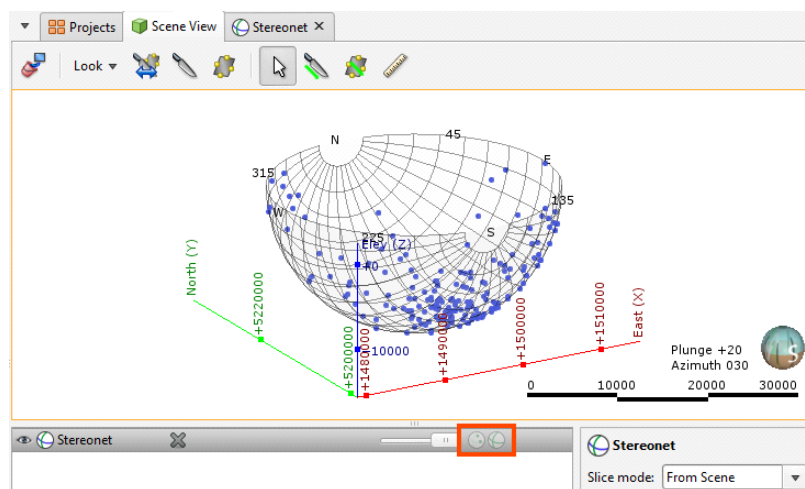 Projects Scene View Stereonet
Look
N
45
E
315
135
W
S
225
Elev (Z)
+0
North (Y)
+5220000
+5200000
-10000
+1480000
+1490000
+1500000
+1510000
East (X)
Plunge +20
Azimuth 030
0 10000 20000 30000
S
Stereonet
Stereonet
Slice mode: From Scene